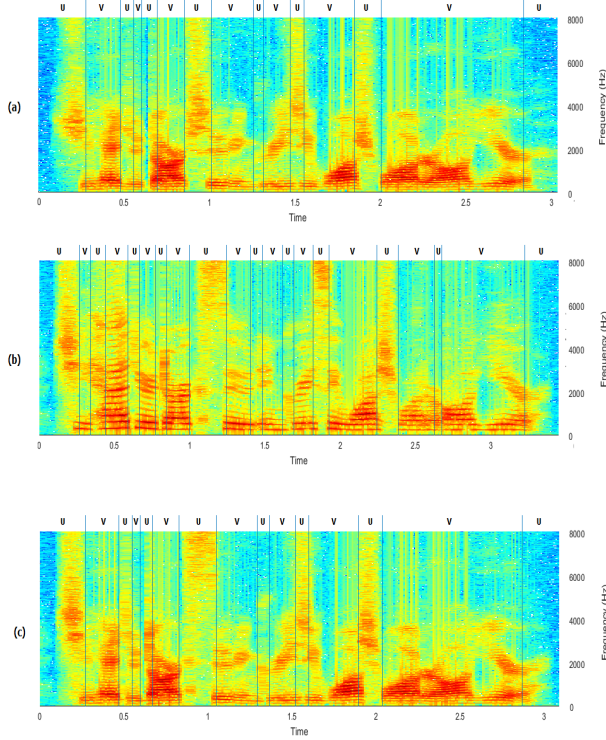 U V U V U V U V U V U V U V U
8000
6000
(a)
4000
Frequency (Hz)
2000
0
0 0.5 1 1.5 2 2.5 3
Time
U V U V U V U V U V U V U V U V U V U V U
8000
6000
(b)
4000
Frequency (Hz)
2000
0
0 0.5 1 1.5 2 2.5 3
Time
U V U V U V U V U V U V U V U
8000
6000
(c)
4000
Frequency (Hz)
2000
0
0 0.5 1 1.5 2 2.5 3
Time